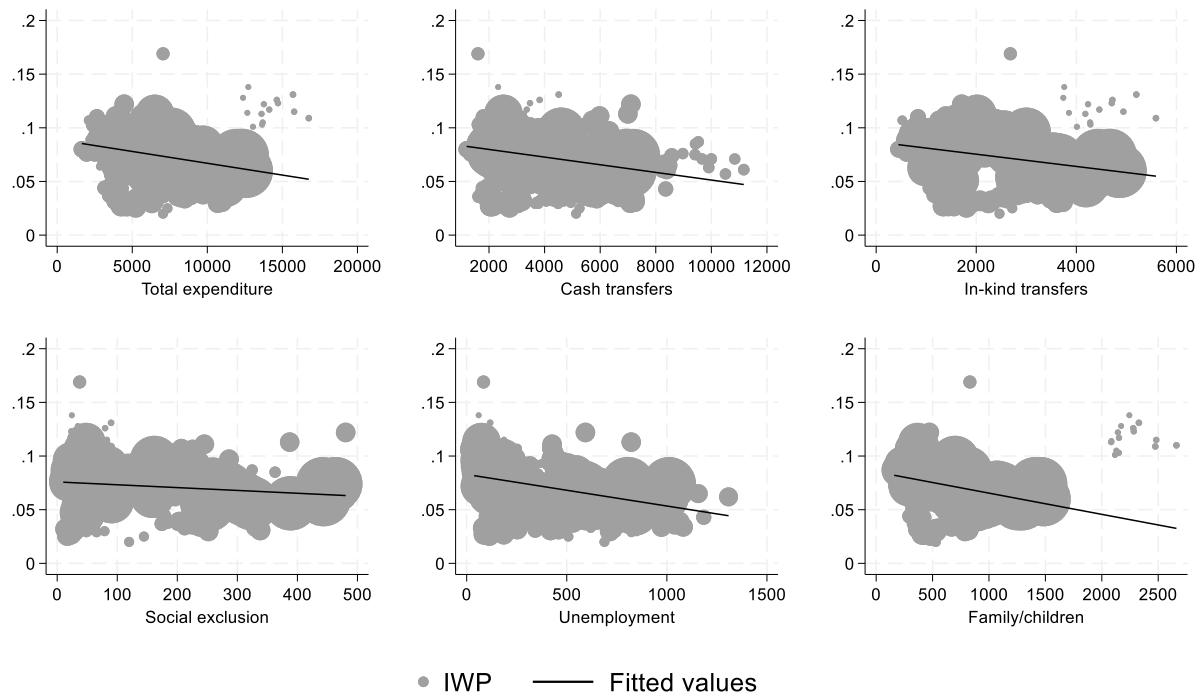 .2
.15
.1
.05
0
0 5000 10000 15000 20000
Total expenditure
.2
.15
.1
.05
0
2000 4000 6000 8000 10000 12000
Cash transfers
.2
.15
.1
.05
0
0 2000 4000 6000
In-kind transfers
.2
.15
.1
.05
0
0 100 200 300 400 500
Social exclusion
.2
.15
.1
.05
0
0 500 1000 1500
Unemployment
.2
.15
.1
.05
0
0 500 1000 1500 2000 2500
Family/children
IWP Fitted values